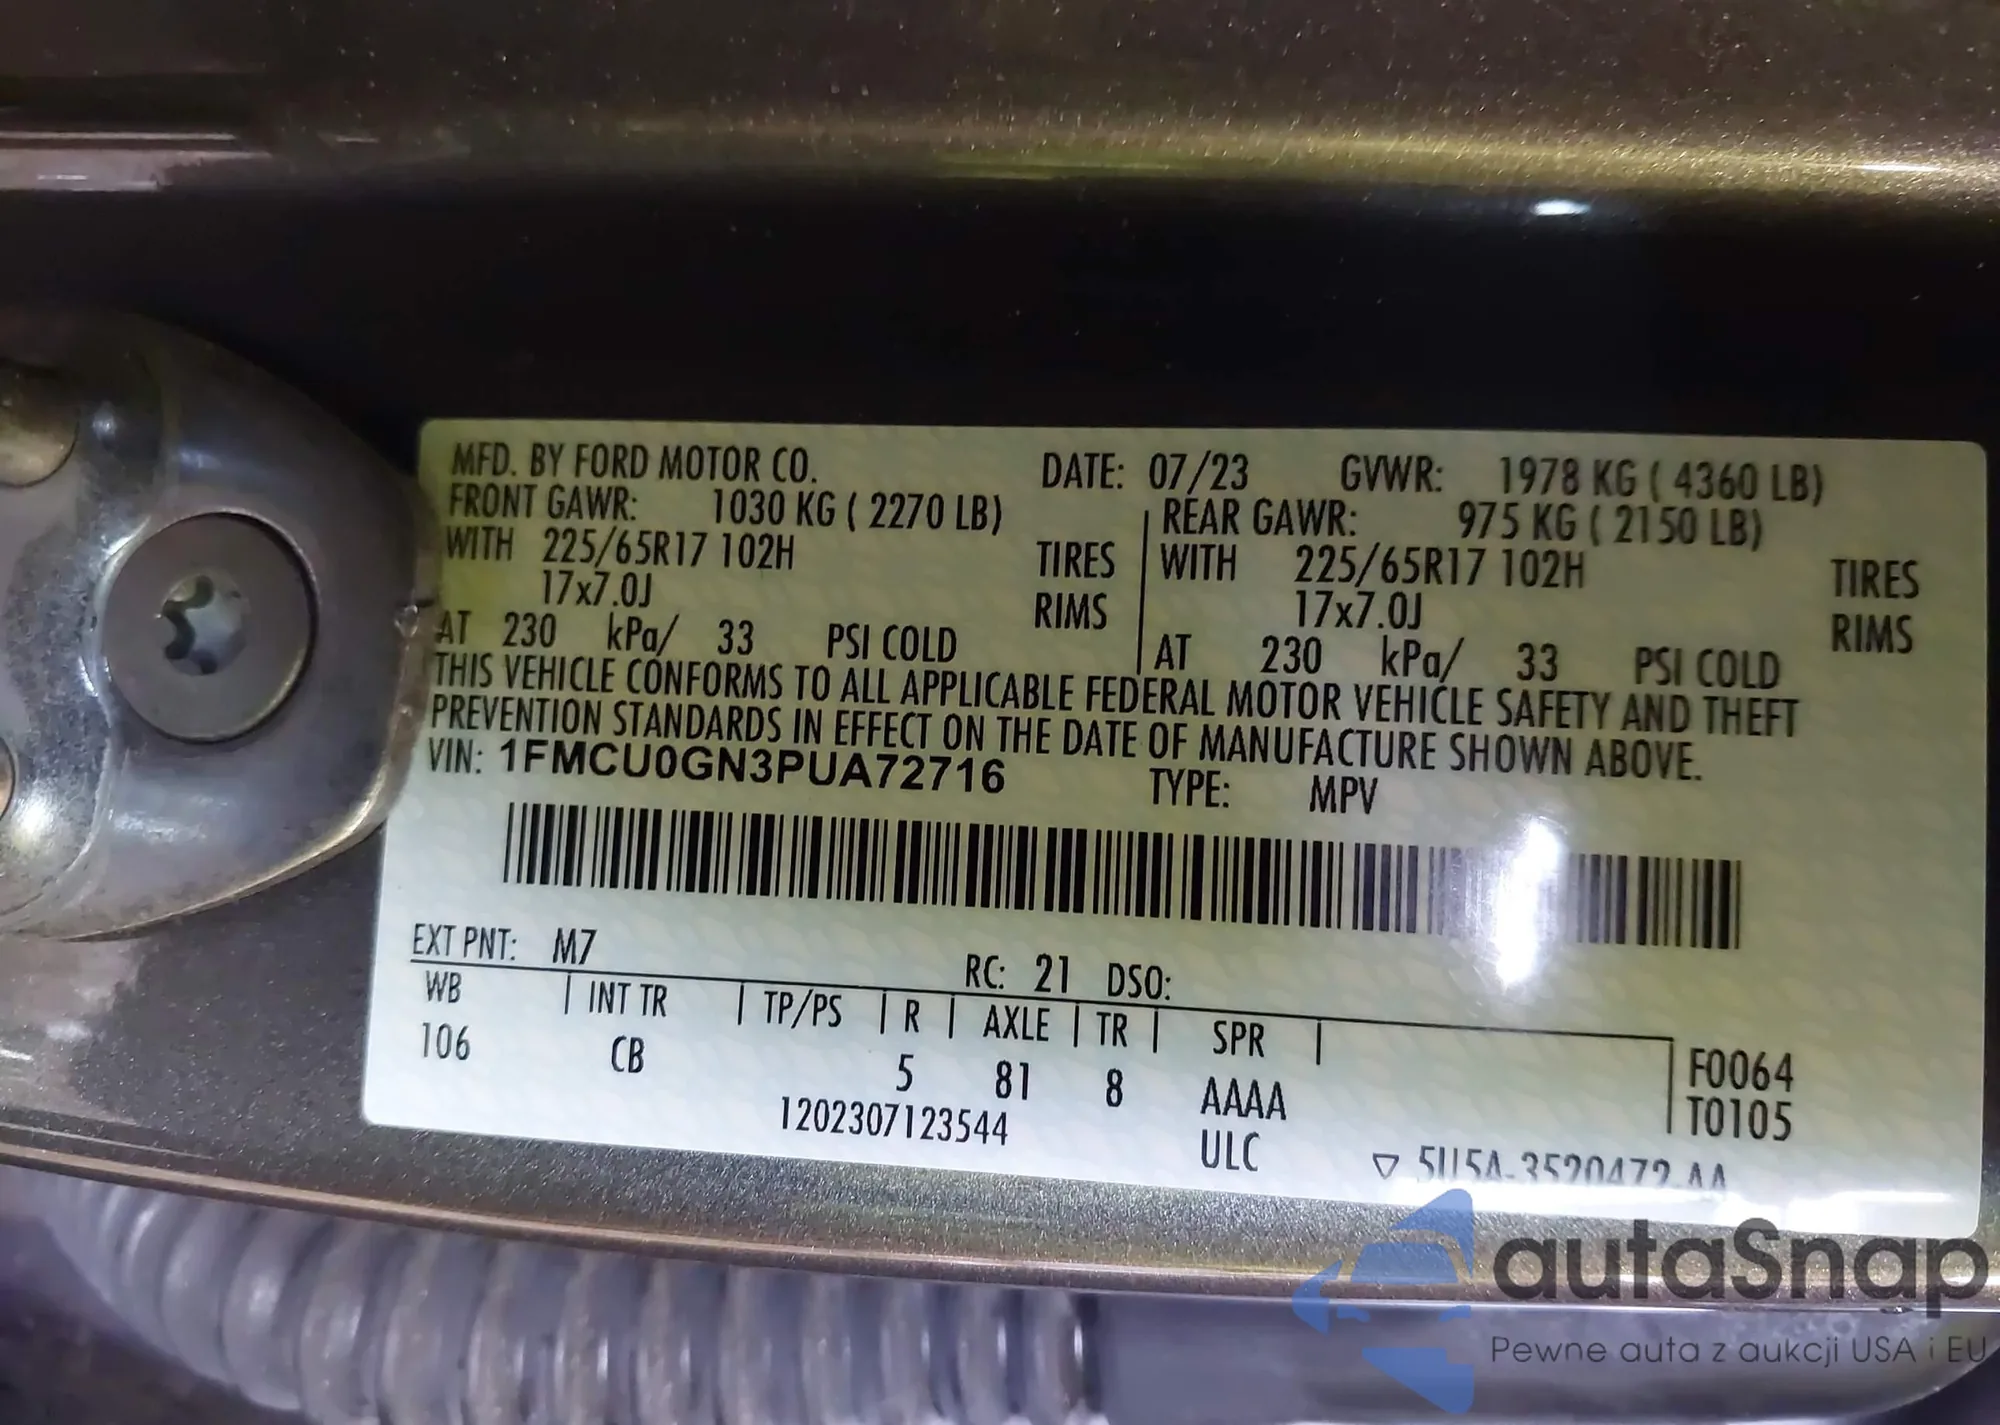 MFD. BY FORD MOTOR CO. DATE: 07/23 GVWR: 1978 KG ( 4360 LB)
FRONT GAWR: 1030 KG ( 2270 LB) REAR GAWR: 975 KG ( 2150 LB)
WITH 225/65R17 102H TIRES WITH 225/65R17 102H TIRES
17x7.0J RIMS 17x7.0J RIMS
AT 230 kPa/ 33 PSI COLD AT 230 kPa/ 33 PSI COLD
THIS VEHICLE CONFORMS TO ALL APPLICABLE FEDERAL MOTOR VEHICLE SAFETY AND THEFT
PREVENTION STANDARDS IN EFFECT ON THE DATE OF MANUFACTURE SHOWN ABOVE.
VIN: 1FMCU0GN3PUA72716 TYPE: MPV
EXT PNT: M7 RC: 21 DSO:
WB | INT TR | TP/PS | R | AXLE | TR | SPR |
106 CB 5 81 8 AAAA F0064
1202307123544 ULC T0105
▽ 5U5A-3520472-AA
autaSnap
Pewne auta z aukcji USA i EU